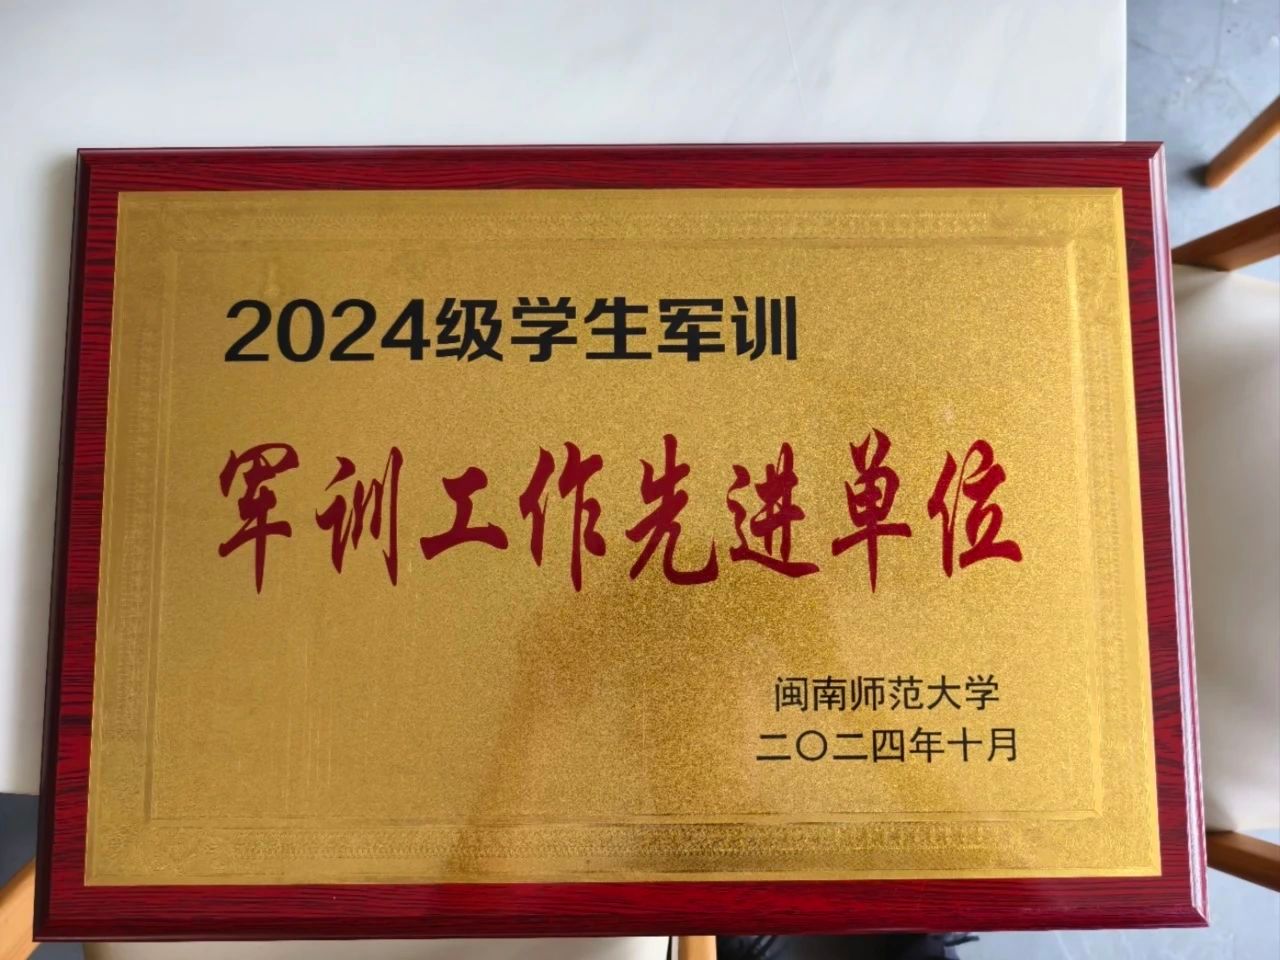 2024级学生军训
军训工作先进单位
闽南师范大学
二〇二四年十月